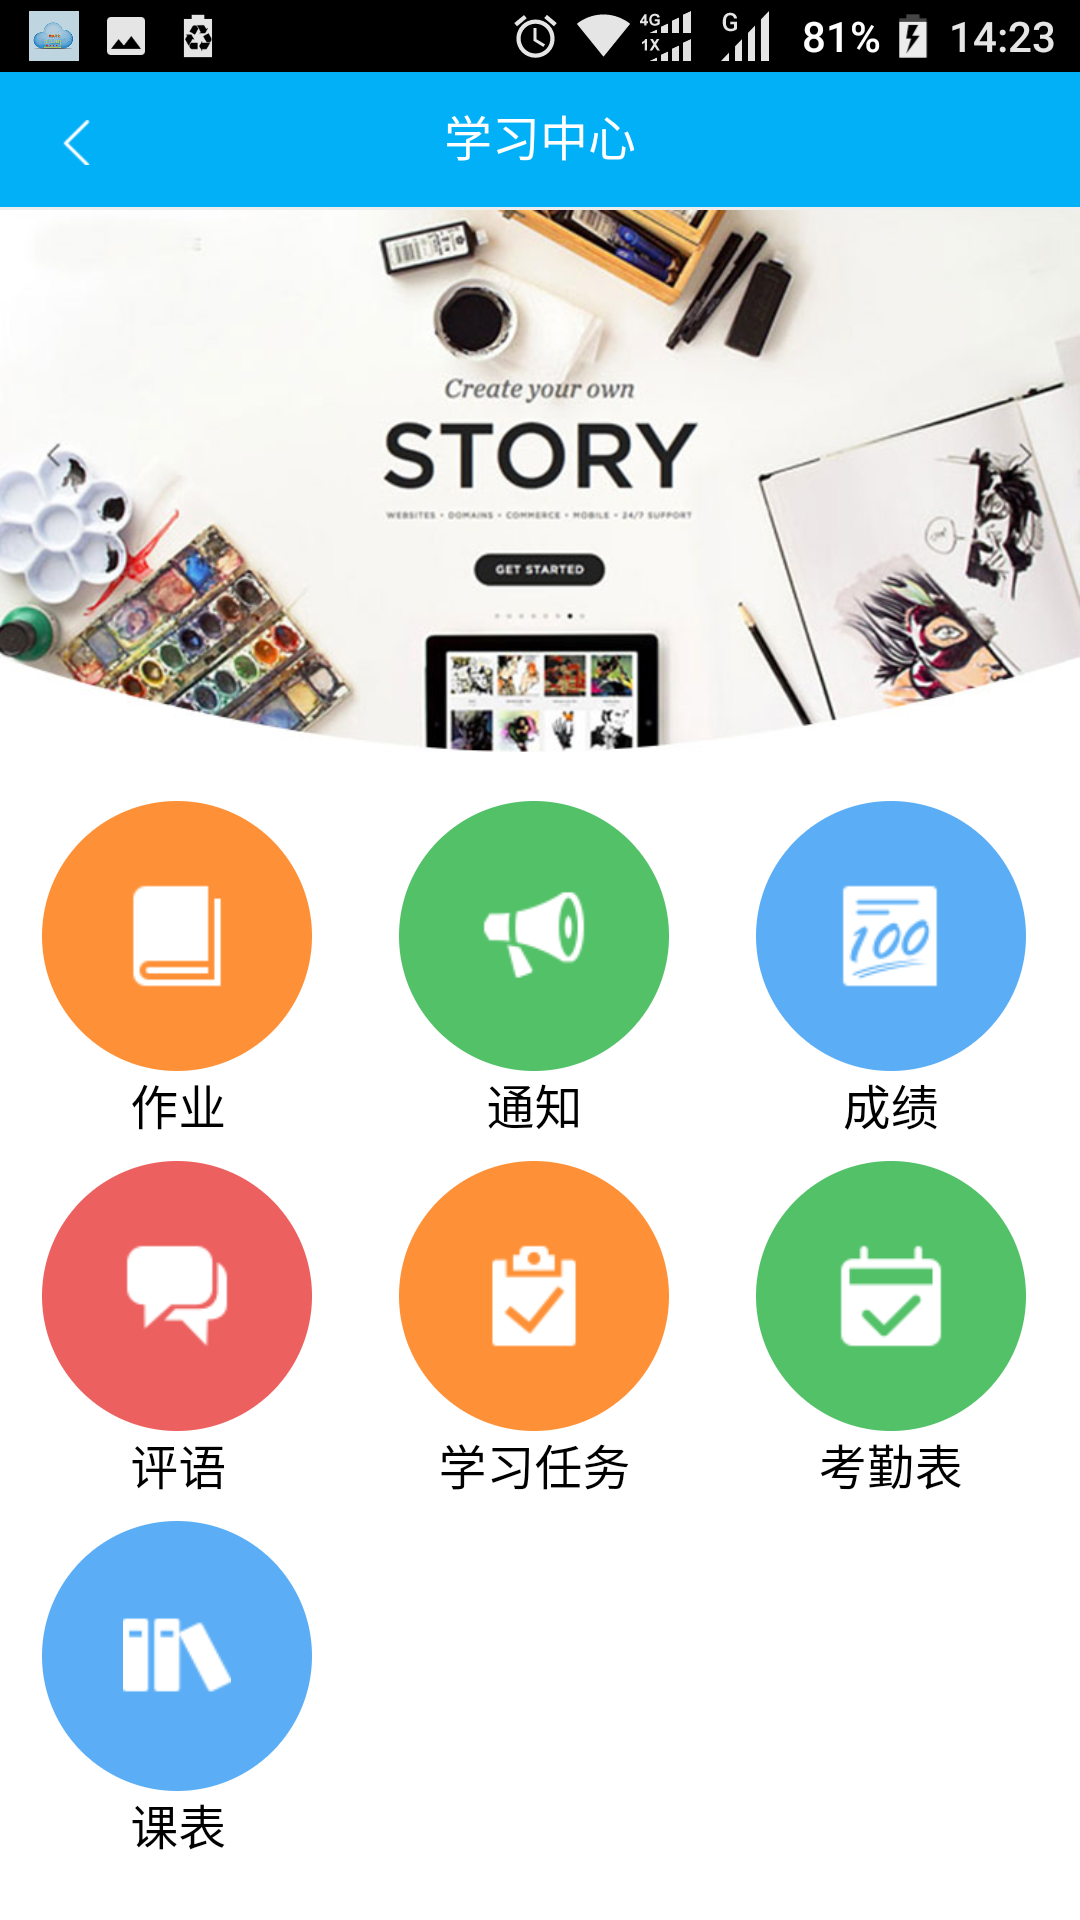 4G
1X
G
81%
14:23
学习中心
Create your own
STORY
WEBSITES • DOMAINS • COMMERCE • MOBILE • 24/7 SUPPORT
GET STARTED
100
作业
通知
成绩
评语
学习任务
考勤表
课表